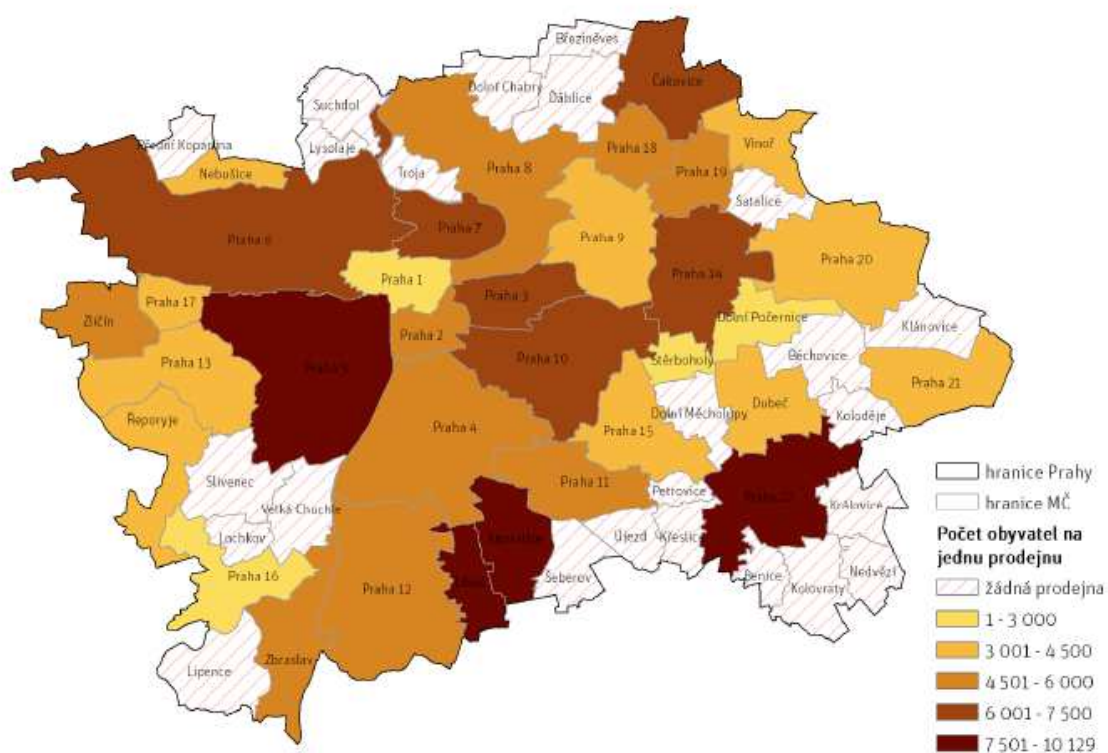 Březiněves
Čakovice
Dolní Chabry
Ďáblice
Suchdol
Přední Kopanina
Lysolaje
Praha 18
Vinoř
Nebušice
Troja
Praha 8
Praha 19
Satalice
Praha 6
Praha 7
Praha 9
Praha 20
Praha 14
Praha 1
Praha 17
Praha 3
Zličín
Praha 2
Dolní Počernice
Klánovice
Praha 13
Praha 5
Praha 10
Štěrboholy
Běchovice
Praha 21
Dubeč
Řeporyje
Praha 4
Praha 15
Dolní Měcholupy
Koloděje
Slivenec
Praha 11
Petrovice
Praha 22
Královice
Velká Chuchle
Lochkov
Újezd
Křeslice
Praha 16
Praha 12
Šeberov
Benice
Nedvězí
Kolovraty
Zbraslav
Lipence
hranice Prahy
hranice MČ
Počet obyvatel na
jednu prodejnu
žádná prodejna
1 - 3 000
3 001 - 4 500
4 501 - 6 000
6 001 - 7 500
7 501 - 10 129